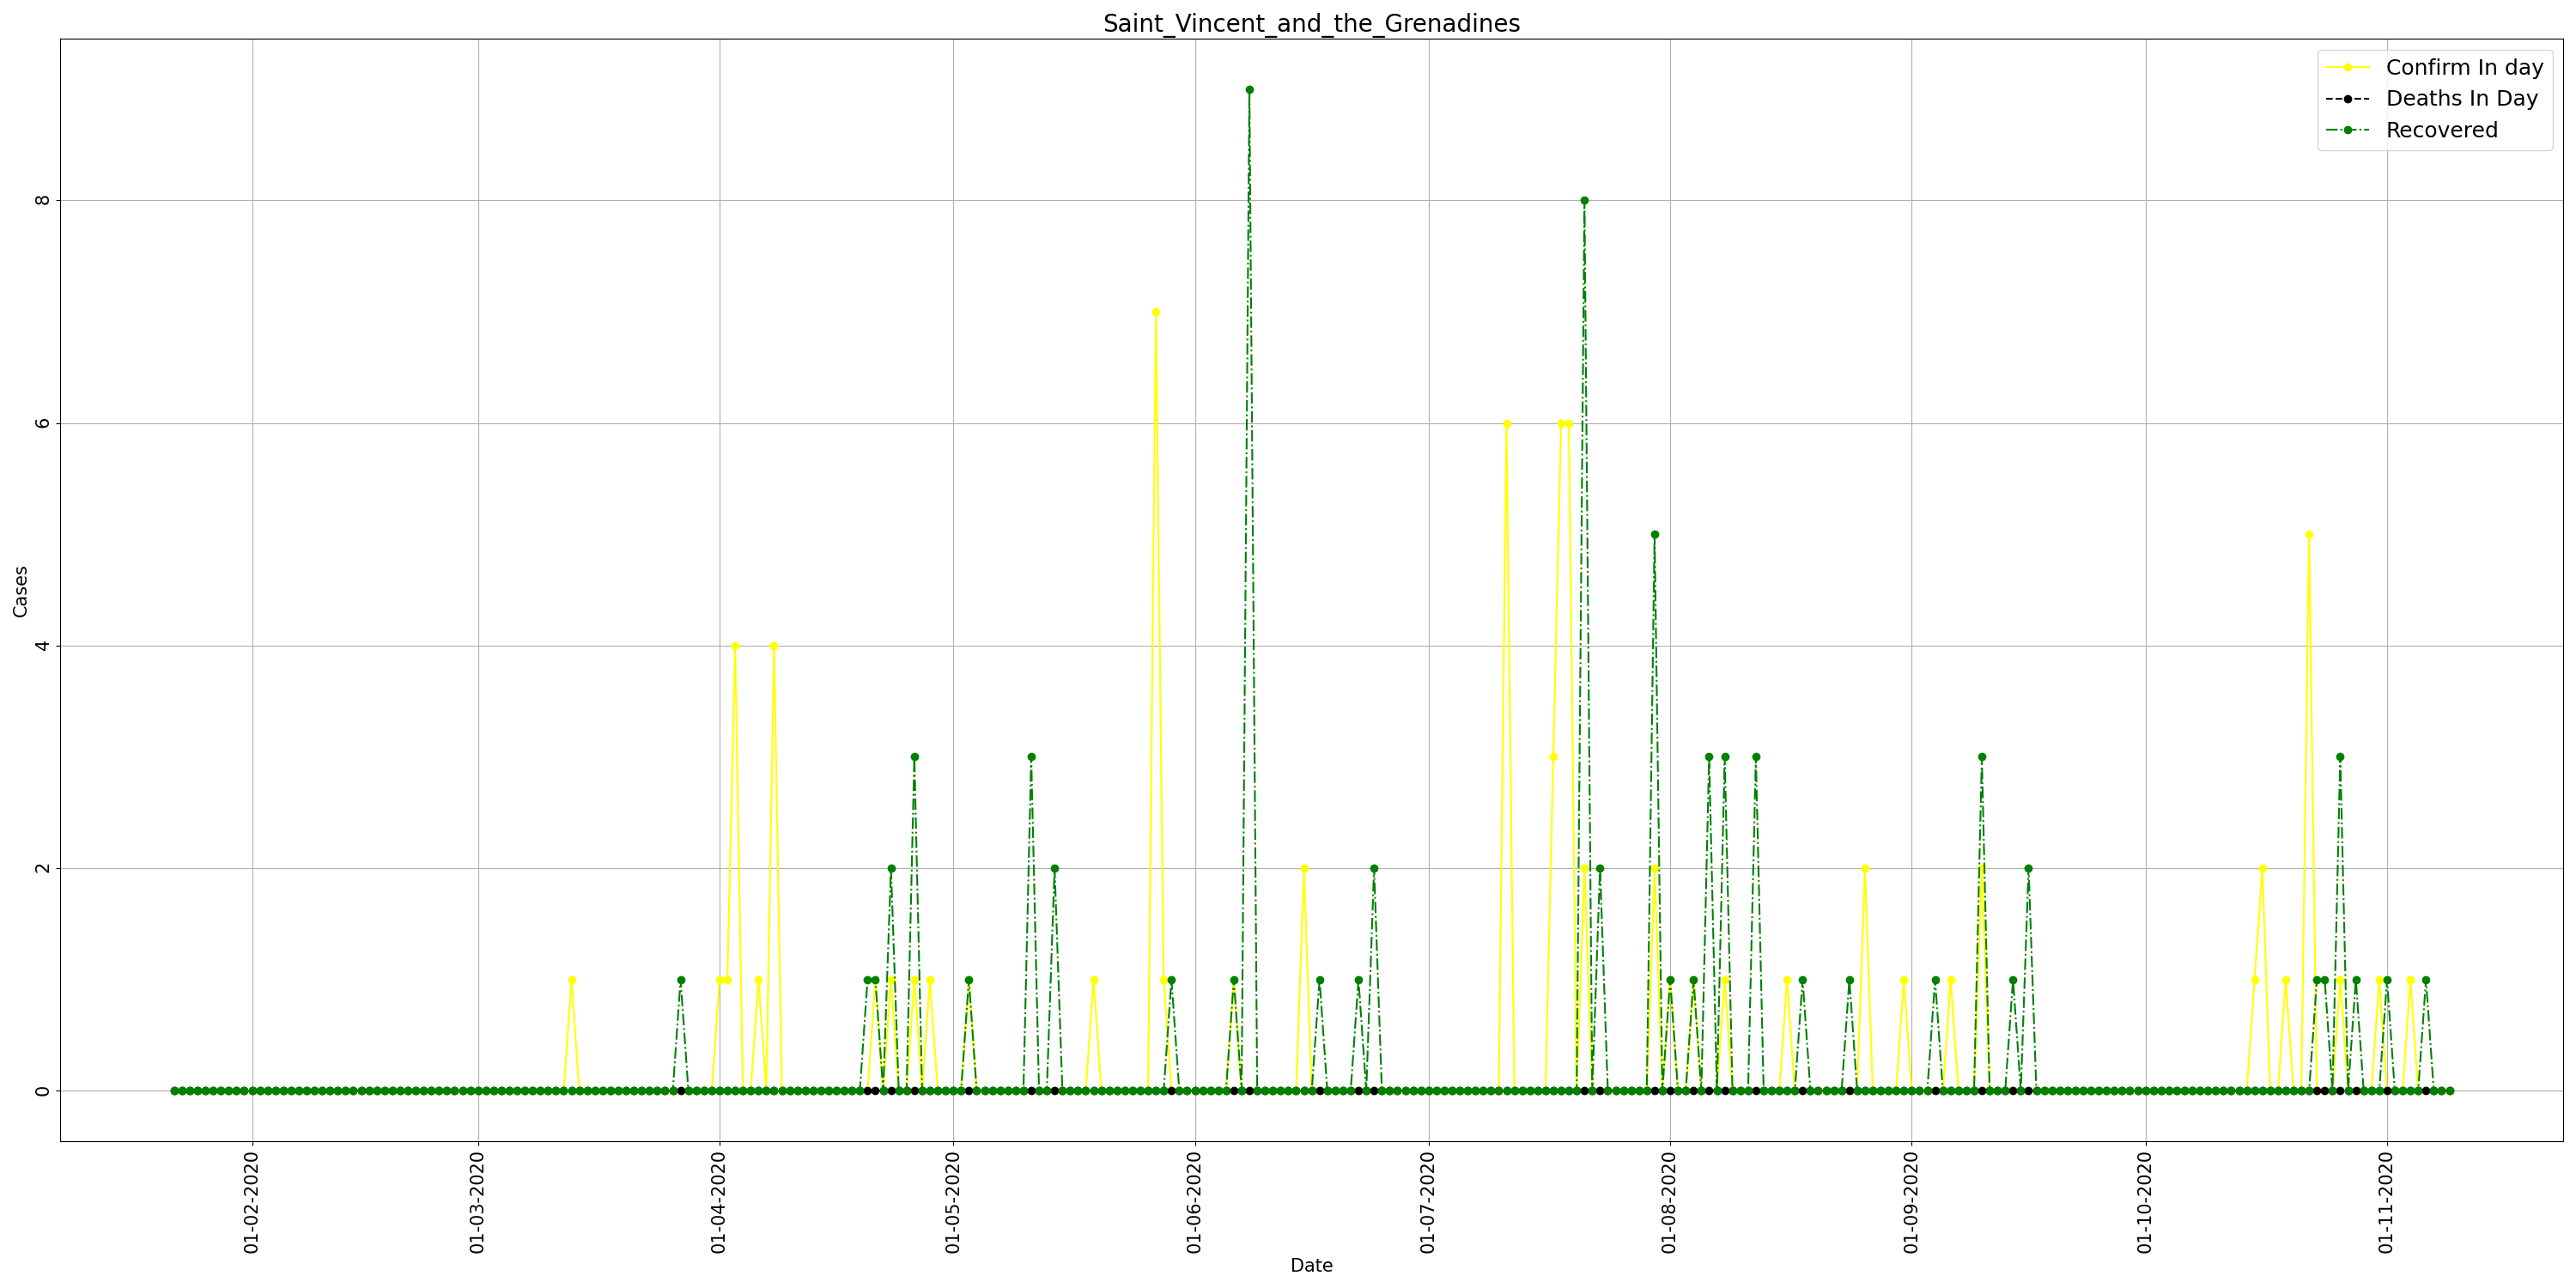 Saint_Vincent_and_the_Grenadines
Confirm In day
Deaths In Day
Recovered
Cases
8
6
4
2
0
01-02-2020
01-03-2020
01-04-2020
01-05-2020
01-06-2020
01-07-2020
01-08-2020
01-09-2020
01-10-2020
01-11-2020
Date